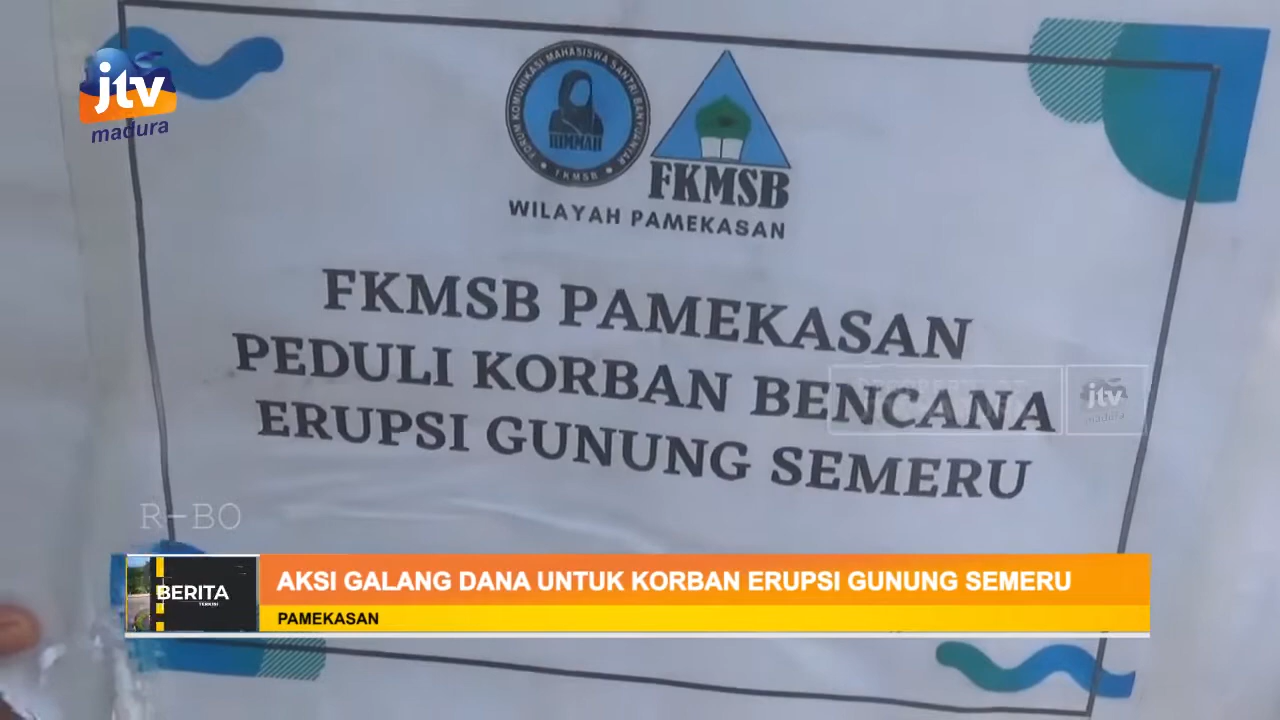 jtv
madura
FORUM KOMUNIKASI MAHASISWA SANTRI BANYUANYAR
HIMMAH
FKMSB
FKMSB
WILAYAH PAMEKASAN
FKMSB PAMEKASAN
PEDULI KORBAN BENCANA
ERUPSI GUNUNG SEMERU
jtv
madura
R-BO
BERITA
TERKINI
AKSI GALANG DANA UNTUK KORBAN ERUPSI GUNUNG SEMERU
PAMEKASAN